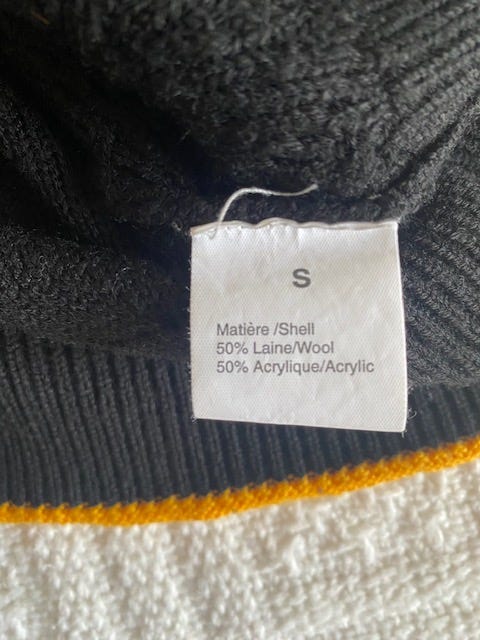 S
Matière /Shell
50% Laine/Wool
50% Acrylique/Acrylic